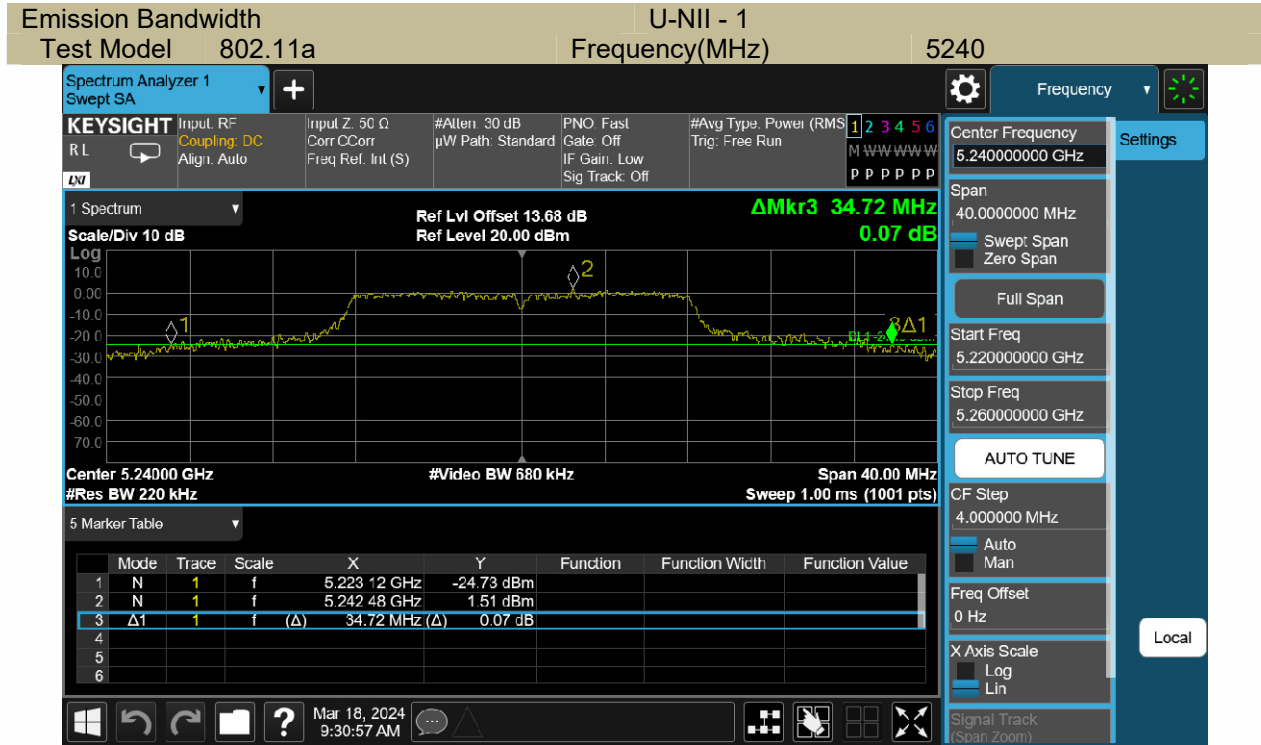 Emission Bandwidth U-NII - 1
Test Model 802.11a Frequency(MHz) 5240
Spectrum Analyzer 1
Swept SA
+
Frequency
KEYSIGHT
RL
LXI
Input: RF
Coupling: DC
Align: Auto
Input Z: 50 Ω
Corr CCorr
Freq Ref: Int (S)
#Atten: 30 dB
µW Path: Standard
PNO: Fast
Gate: Off
IF Gain: Low
Sig Track: Off
#Avg Type: Power (RMS
Trig: Free Run
1 2 3 4 5 6
M W W W W W
P P P P P P
1 Spectrum
Scale/Div 10 dB
Ref Lvl Offset 13.68 dB
Ref Level 20.00 dBm
ΔMkr3 34.72 MHz
0.07 dB
Log
10.0
0.00
-10.0
-20.0
-30.0
-40.0
-50.0
-60.0
70.0
1
2
3Δ1
Center 5.24000 GHz #Video BW 680 kHz Span 40.00 MHz
#Res BW 220 kHz Sweep 1.00 ms (1001 pts)
5 Marker Table
Mode Trace Scale X Y Function Function Width Function Value
1 N 1 f 5.223 12 GHz -24.73 dBm
2 N 1 f 5.242 48 GHz 1.51 dBm
3 Δ1 1 f (Δ) 34.72 MHz (Δ) 0.07 dB
4
5
6
Center Frequency
5.240000000 GHz
Settings
Span
40.0000000 MHz
Swept Span
Zero Span
Full Span
Start Freq
5.220000000 GHz
Stop Freq
5.260000000 GHz
AUTO TUNE
CF Step
4.000000 MHz
Auto
Man
Freq Offset
0 Hz
X Axis Scale
Log
Lin
Signal Track
(Span Zoom)
Local
?
Mar 18, 2024
9:30:57 AM